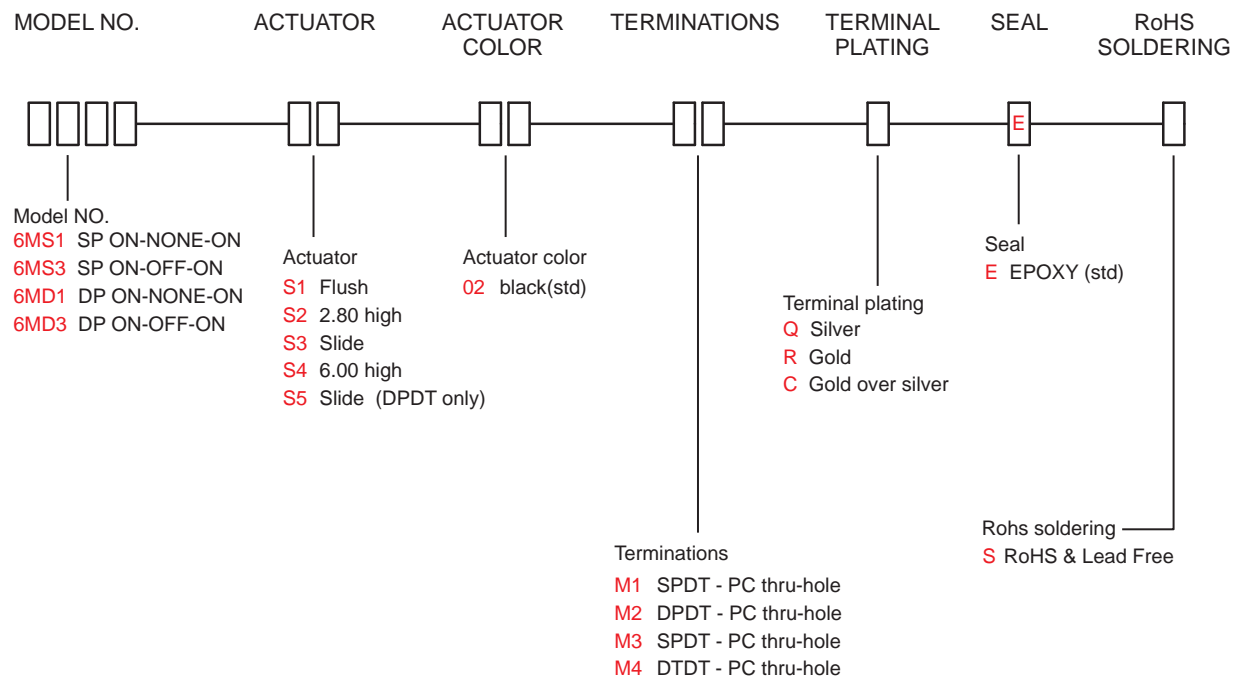 MODEL NO.
ACTUATOR
ACTUATOR
COLOR
TERMINATIONS
TERMINAL
PLATING
SEAL
RoHS
SOLDERING
E
Model NO.
6MS1 SP ON-NONE-ON
6MS3 SP ON-OFF-ON
6MD1 DP ON-NONE-ON
6MD3 DP ON-OFF-ON
Actuator
S1 Flush
S2 2.80 high
S3 Slide
S4 6.00 high
S5 Slide (DPDT only)
Actuator color
02 black(std)
Terminations
M1 SPDT - PC thru-hole
M2 DPDT - PC thru-hole
M3 SPDT - PC thru-hole
M4 DTDT - PC thru-hole
Terminal plating
Q Silver
R Gold
C Gold over silver
Seal
E EPOXY (std)
Rohs soldering
S RoHS & Lead Free